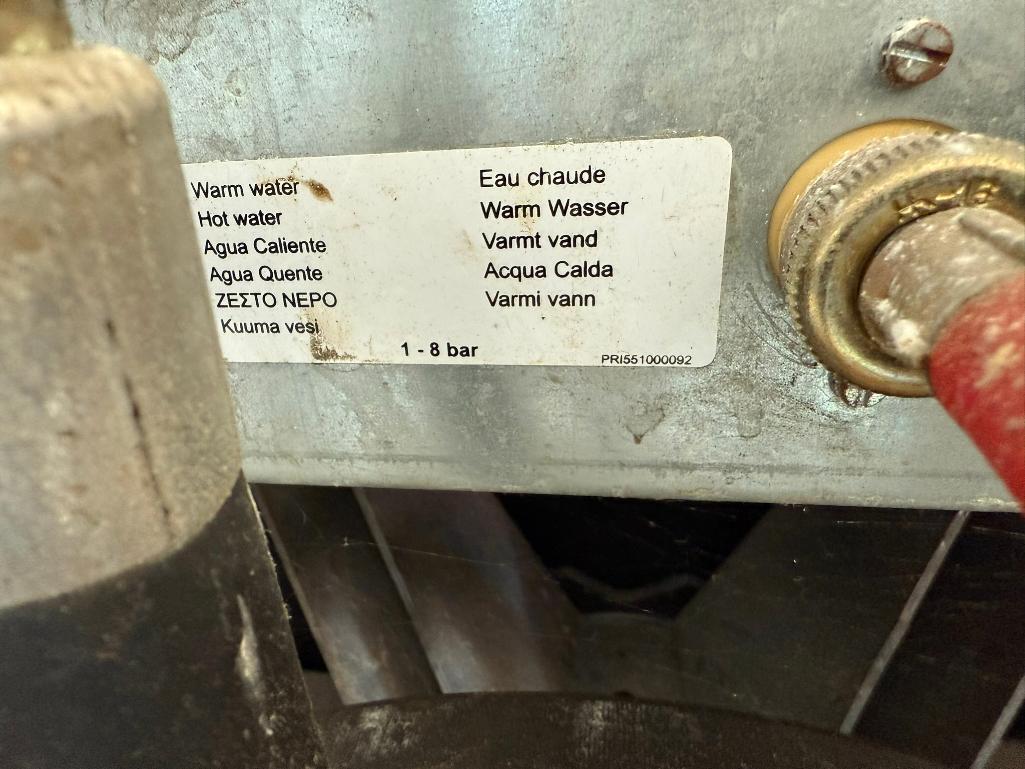 Warm water
Hot water
Agua Caliente
Agua Quente
ΖΕΣΤΟ ΝΕΡΟ
Kuuma vesi
Eau chaude
Warm Wasser
Varmt vand
Acqua Calda
Varmi vann
1 - 8 bar
PRI551000092